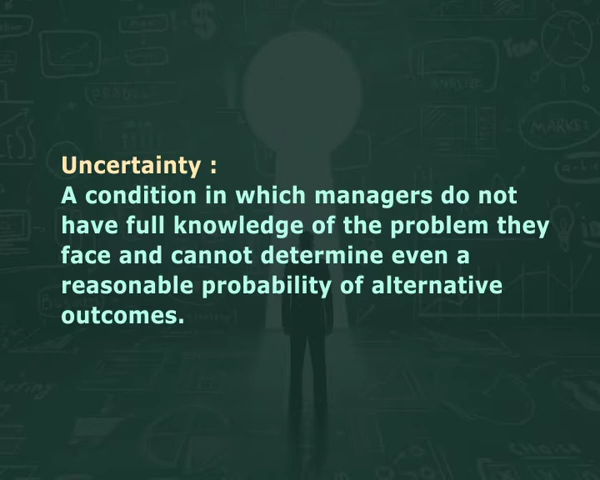 Uncertainty :
A condition in which managers do not
have full knowledge of the problem they
face and cannot determine even a
reasonable probability of alternative
outcomes.
MARKET